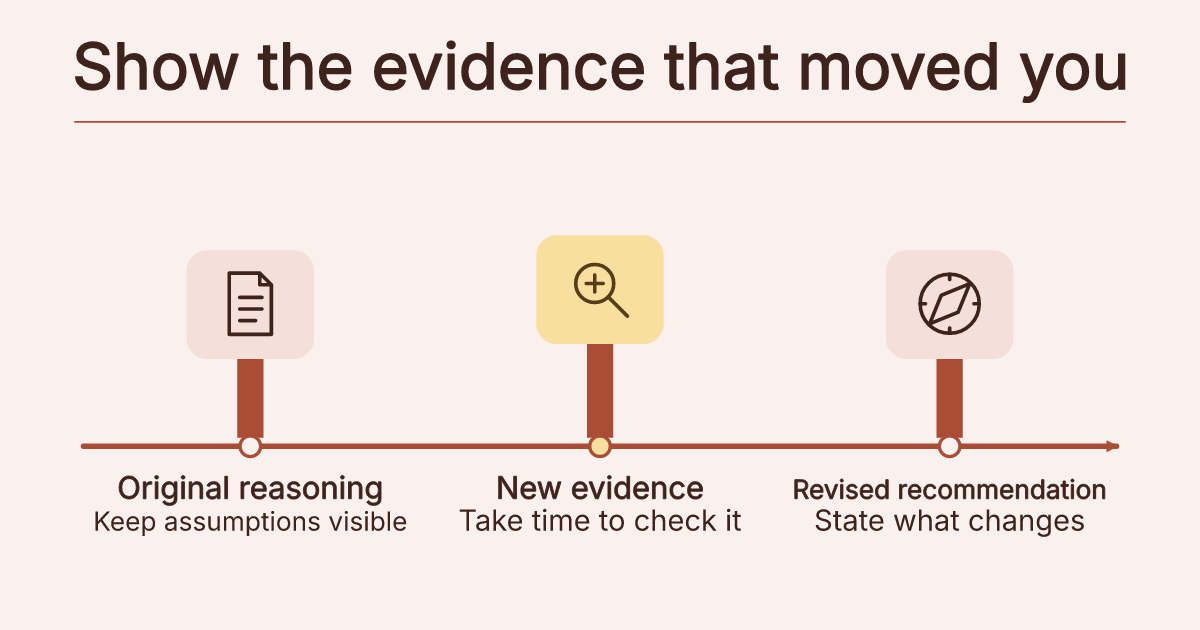 Show the evidence that moved you
Original reasoning
Keep assumptions visible
New evidence
Take time to check it
Revised recommendation
State what changes